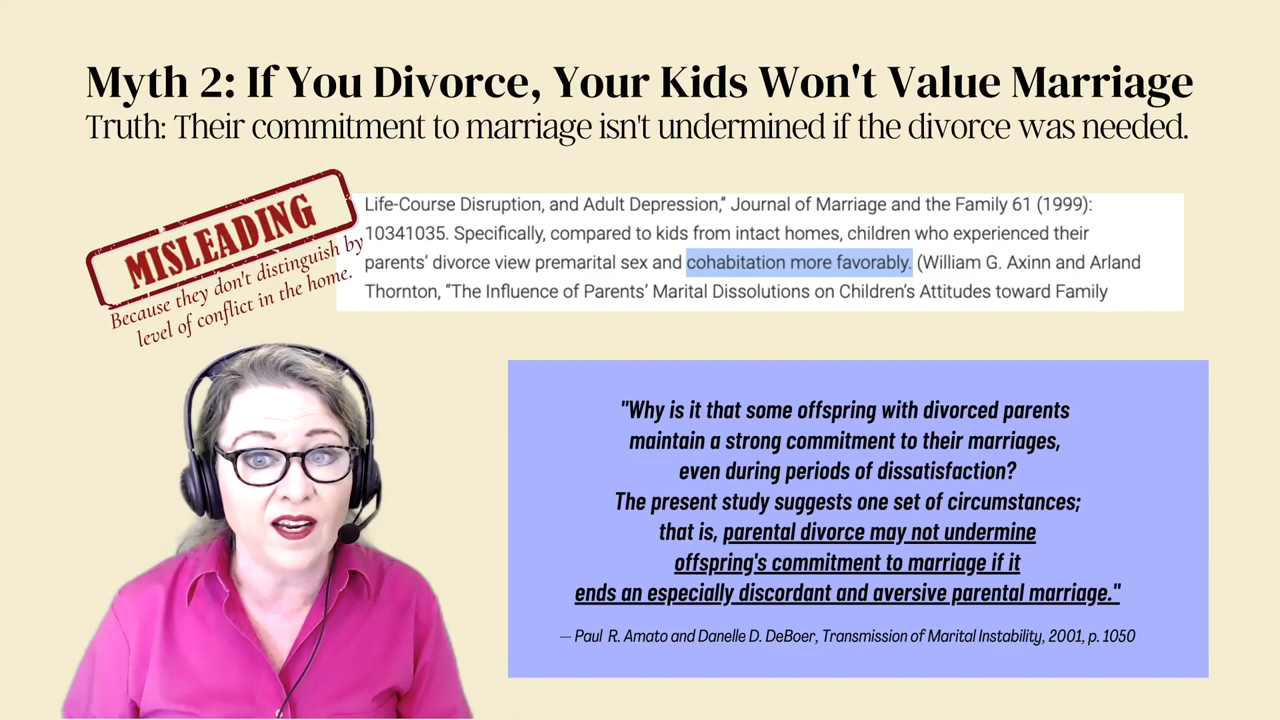 Myth 2: If You Divorce, Your Kids Won't Value Marriage
Truth: Their commitment to marriage isn't undermined if the divorce was needed.
MISLEADING
Because they don't distinguish by
level of conflict in the home.
Life-Course Disruption, and Adult Depression,” Journal of Marriage and the Family 61 (1999):
10341035. Specifically, compared to kids from intact homes, children who experienced their
parents’ divorce view premarital sex and cohabitation more favorably. (William G. Axinn and Arland
Thornton, “The Influence of Parents’ Marital Dissolutions on Children’s Attitudes toward Family
"Why is it that some offspring with divorced parents
maintain a strong commitment to their marriages,
even during periods of dissatisfaction?
The present study suggests one set of circumstances;
that is, parental divorce may not undermine
offspring's commitment to marriage if it
ends an especially discordant and aversive parental marriage."
— Paul R. Amato and Danelle D. DeBoer, Transmission of Marital Instability, 2001, p. 1050